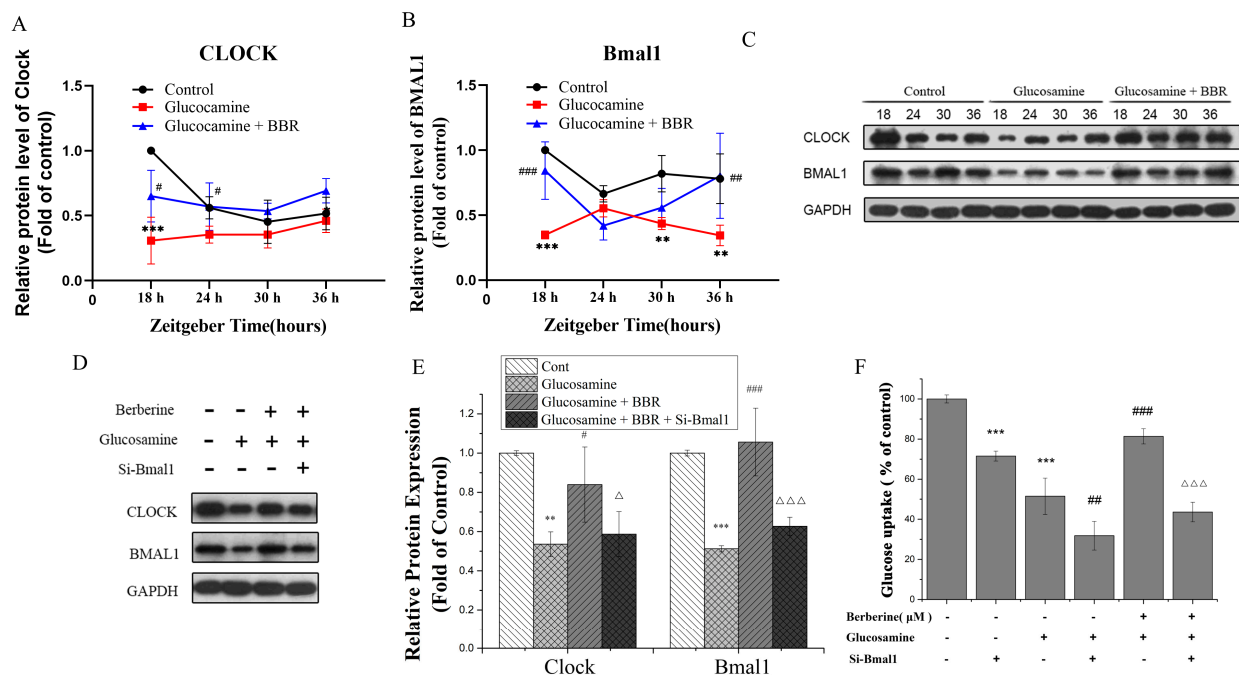 A
CLOCK
Relative protein level of Clock
(Fold of control)
Control
Glucocamine
Glucocamine + BBR
1.5
1.0
0.5
0.0
#
#
***
0
18 h
24 h
30 h
36 h
Zeitgeber Time(hours)
B
Bmal1
Relative protein level of BMAL1
(Fold of control)
Control
Glucocamine
Glucocamine + BBR
1.5
1.0
0.5
0.0
###
##
***
**
**
0
18 h
24 h
30 h
36 h
Zeitgeber Time(hours)
C
Control Glucosamine Glucosamine + BBR
18 24 30 36 18 24 30 36 18 24 30 36
CLOCK
BMAL1
GAPDH
D
Berberine - - + +
Glucosamine - + + +
Si-Bmal1 - - - +
CLOCK
BMAL1
GAPDH
E
Cont
Glucosamine
Glucosamine + BBR
Glucosamine + BBR + Si-Bmal1
Relative Protein Expression
(Fold of Control)
1.2
1.0
0.8
0.6
0.4
0.2
0.0
**
#
△
***
###
△△△
Clock
Bmal1
F
Glucose uptake ( % of control)
100
80
60
40
20
0
***
***
##
###
△△△
Berberine( µM ) - - - - + +
Glucosamine - - + + + +
Si-Bmal1 - + - + - +